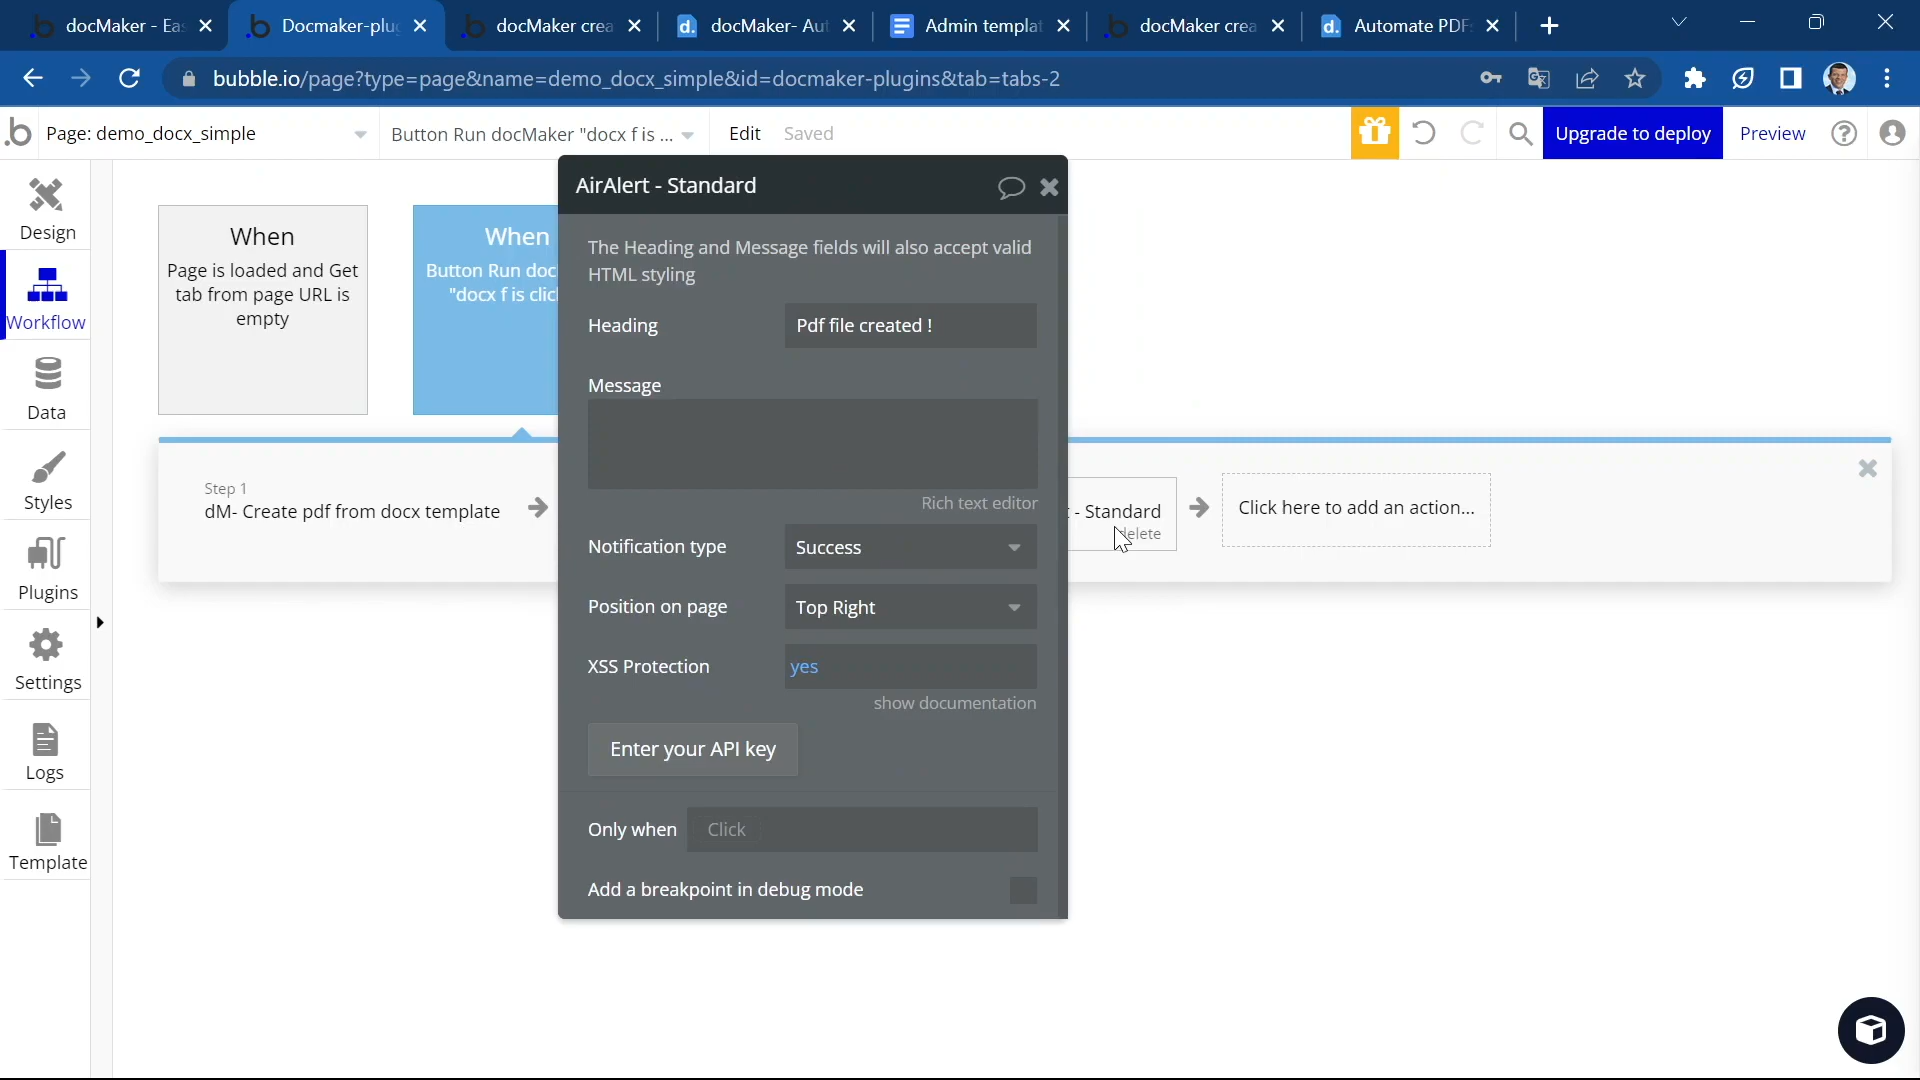 docMaker - Eas
Docmaker-plu
docMaker crea
docMaker- Aut
Admin templat
docMaker crea
Automate PDFs
bubble.io/page?type=page&name=demo_docx_simple&id=docmaker-plugins&tab=tabs-2
Page: demo_docx_simple
Button Run docMaker "docx f is ...
Edit
Saved
Upgrade to deploy
Preview
Design
Workflow
Data
Styles
Plugins
Settings
Logs
Template
When
Page is loaded and Get
tab from page URL is
empty
When
Button Run doc
"docx f is clic
Step 1
dM- Create pdf from docx template
AirAlert - Standard
The Heading and Message fields will also accept valid
HTML styling
Heading
Pdf file created !
Message
Rich text editor
Notification type
Success
Position on page
Top Right
XSS Protection
yes
show documentation
Enter your API key
Only when
Click
Add a breakpoint in debug mode
- Standard
delete
Click here to add an action...